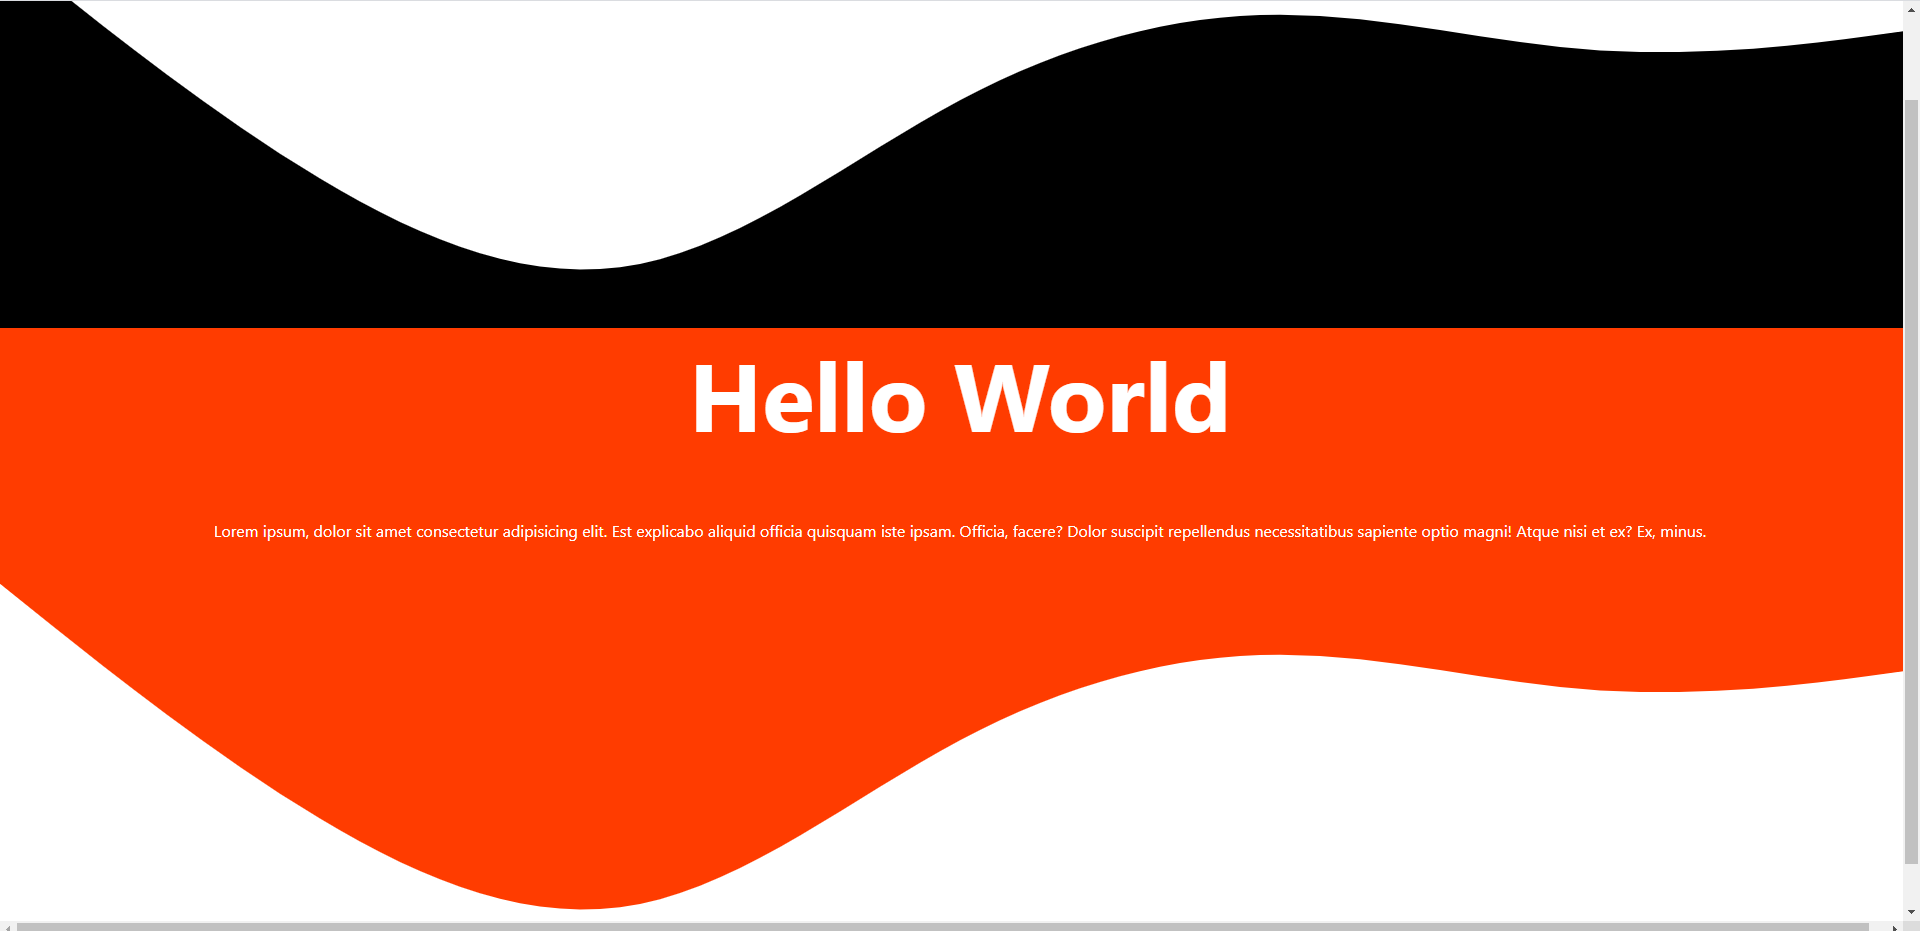 Hello World
Lorem ipsum, dolor sit amet consectetur adipisicing elit. Est explicabo aliquid officia quisquam iste ipsam. Officia, facere? Dolor suscipit repellendus necessitatibus sapiente optio magni! Atque nisi et ex? Ex, minus.